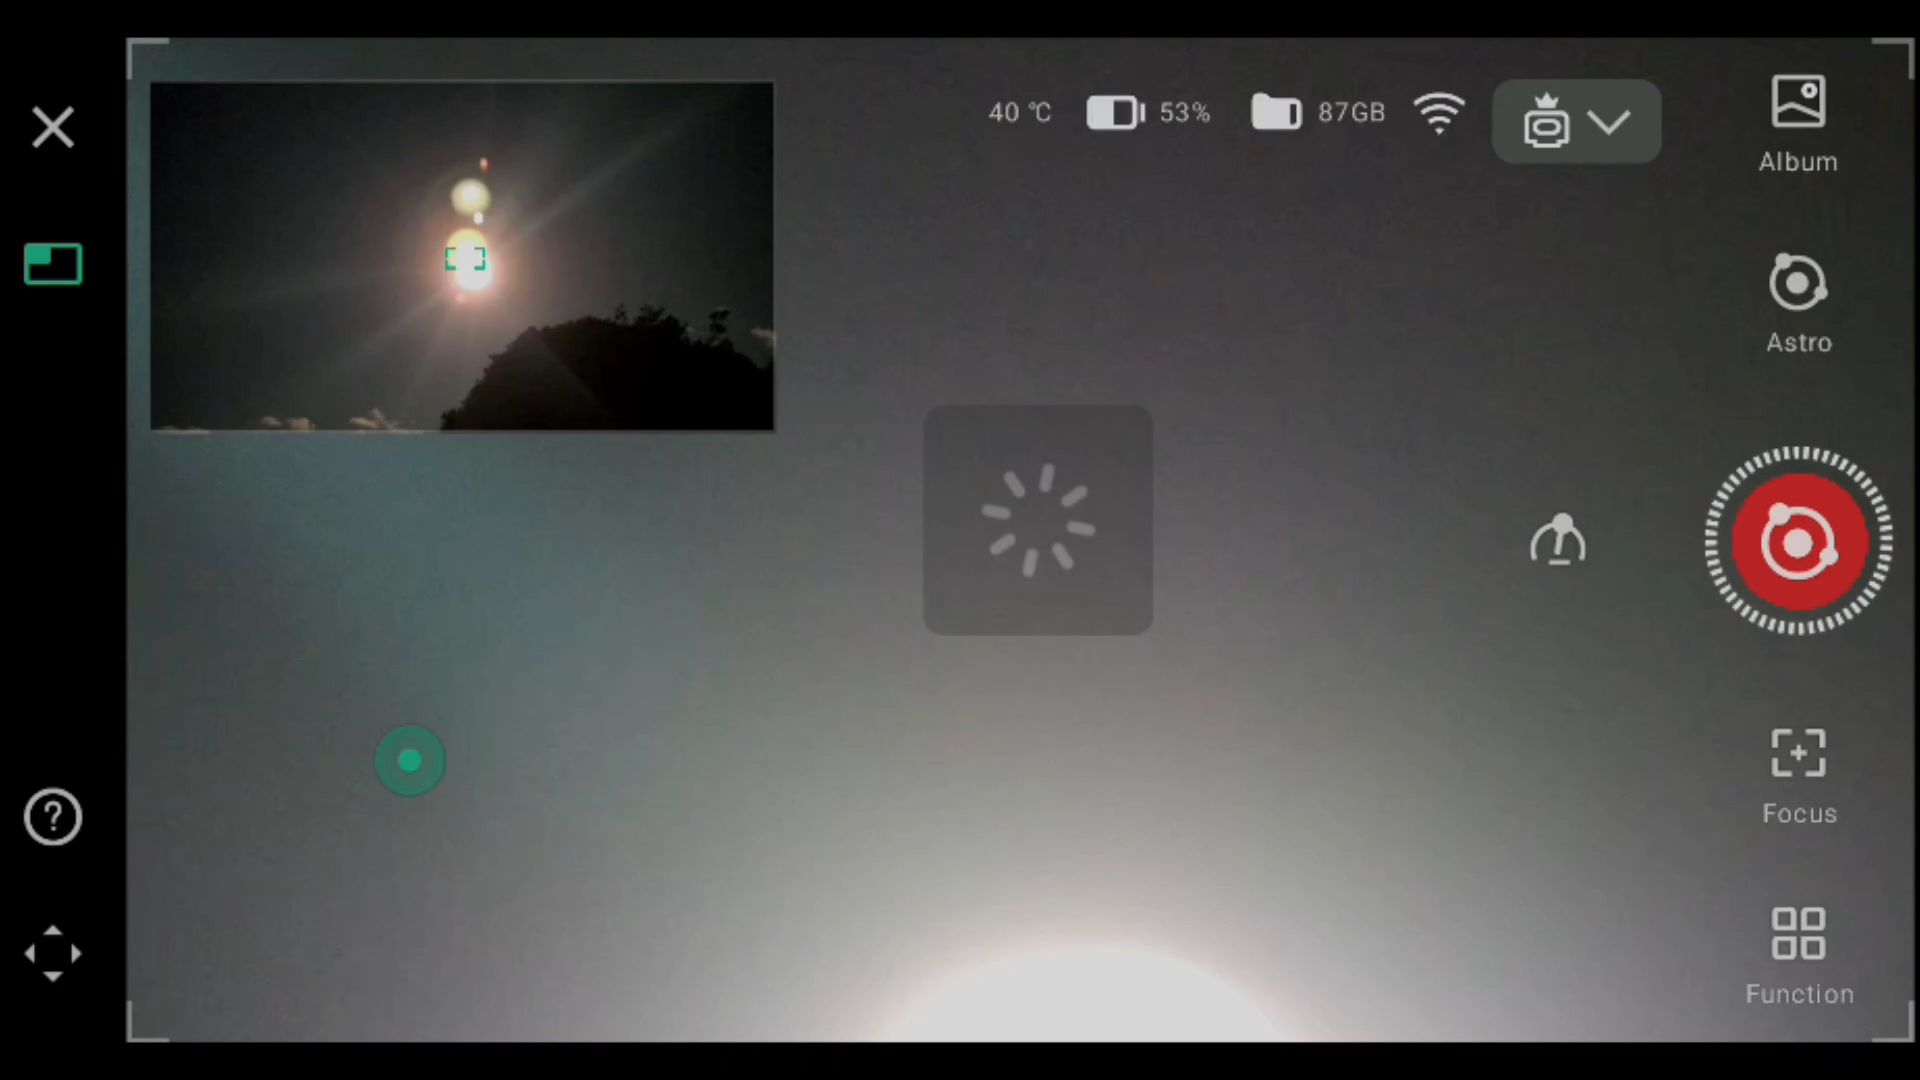 40 ℃ 53% 87GB
Album
Astro
Focus
Function
?